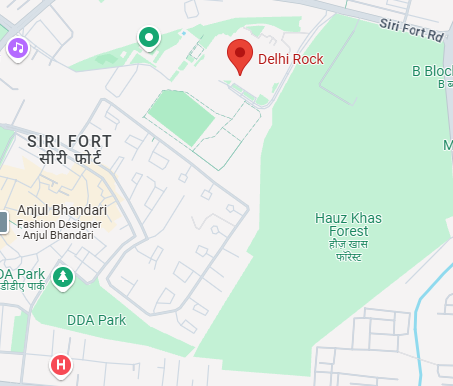 Siri Fort Rd
Delhi Rock
B Bloc
B ब्
SIRI FORT
सीरी फोर्ट
M
Anjul Bhandari
Fashion Designer
- Anjul Bhandari
Hauz Khas
Forest
हौज खास
फॉरेस्ट
DA Park
डीडीए पार्क
DDA Park
H